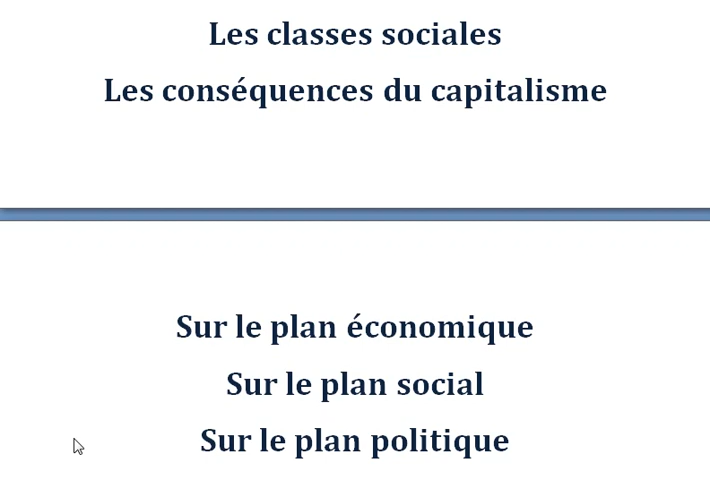 Les classes sociales
Les conséquences du capitalisme
Sur le plan économique
Sur le plan social
Sur le plan politique